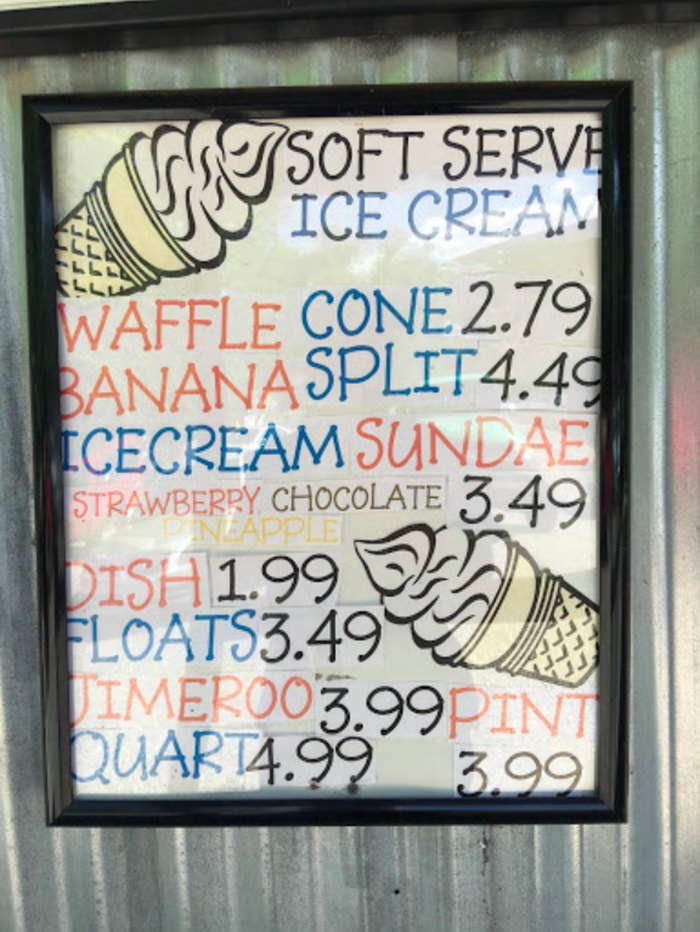 SOFT SERVE
ICE CREAM
WAFFLE CONE 2.79
BANANA SPLIT 4.49
ICECREAM SUNDAE
STRAWBERRY CHOCOLATE 3.49
PINEAPPLE
DISH 1.99
FLOATS 3.49
JIMEROO 3.99 PINT
QUART 4.99 3.99